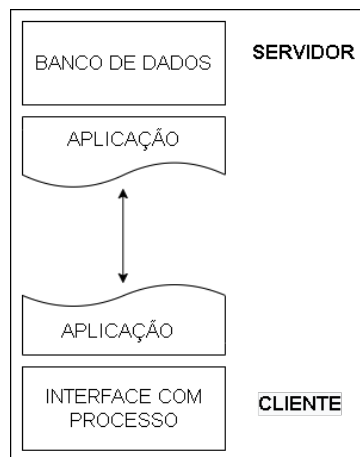 BANCO DE DADOS
SERVIDOR
APLICAÇÃO
APLICAÇÃO
INTERFACE COM
PROCESSO
CLIENTE